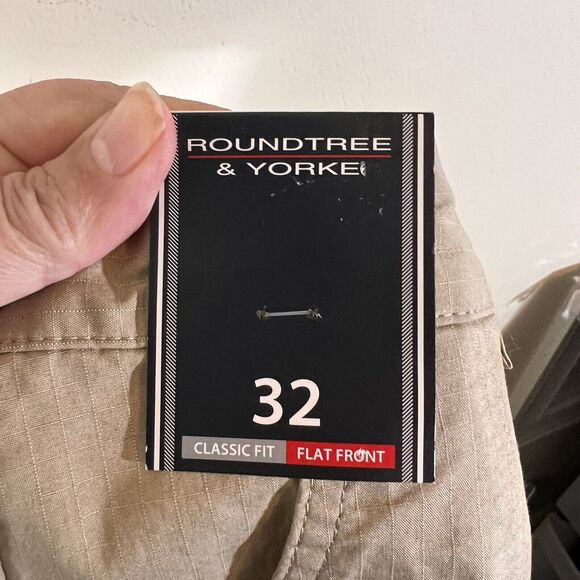 ROUNDTREE
& YORKE
32
CLASSIC FIT FLAT FRONT